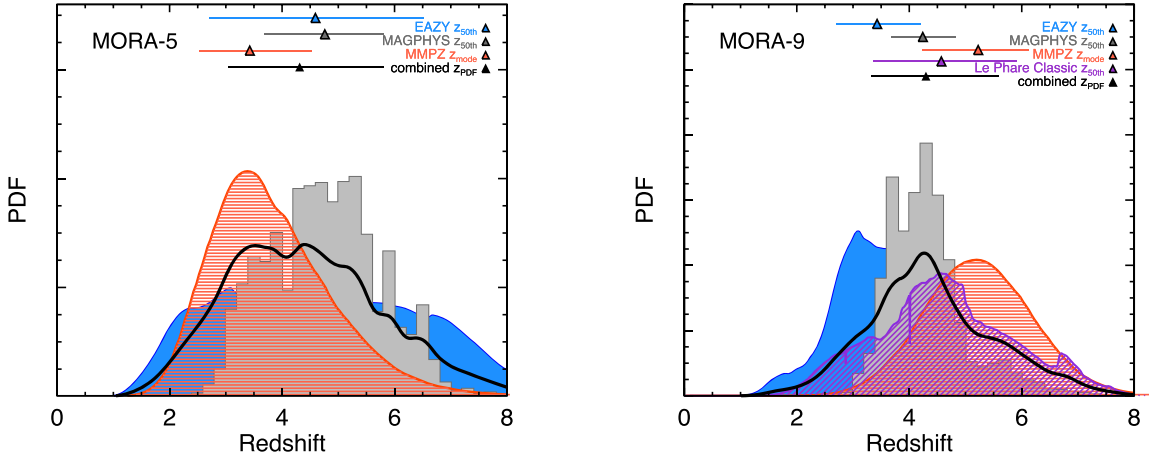 MORA-5
EAZY z50th
MAGPHYS z50th
MMPZ zmode
combined zPDF
PDF
0 2 4 6 8
Redshift
MORA-9
EAZY z50th
MAGPHYS z50th
MMPZ zmode
Le Phare Classic z50th
combined zPDF
PDF
0 2 4 6 8
Redshift